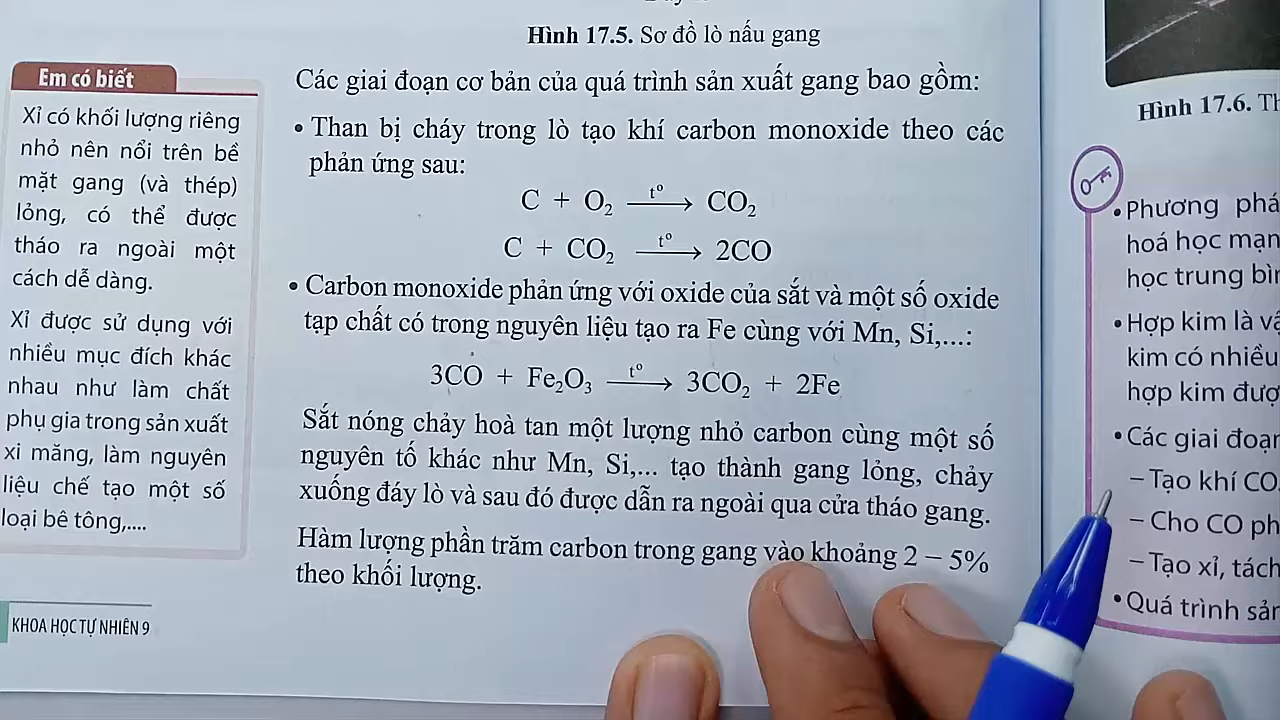 Hình 17.5. Sơ đồ lò nấu gang
Em có biết
Xỉ có khối lượng riêng
nhỏ nên nổi trên bề
mặt gang (và thép)
lỏng, có thể được
tháo ra ngoài một
cách dễ dàng.
Xỉ được sử dụng với
nhiều mục đích khác
nhau như làm chất
phụ gia trong sản xuất
xi măng, làm nguyên
liệu chế tạo một số
loại bê tông,....
KHOA HỌC TỰ NHIÊN 9
Các giai đoạn cơ bản của quá trình sản xuất gang bao gồm:
• Than bị cháy trong lò tạo khí carbon monoxide theo các
phản ứng sau:
C + O₂ —tº→ CO₂
C + CO₂ —tº→ 2CO
• Carbon monoxide phản ứng với oxide của sắt và một số oxide
tạp chất có trong nguyên liệu tạo ra Fe cùng với Mn, Si,...:
3CO + Fe₂O₃ —tº→ 3CO₂ + 2Fe
Sắt nóng chảy hoà tan một lượng nhỏ carbon cùng một số
nguyên tố khác như Mn, Si,... tạo thành gang lỏng, chảy
xuống đáy lò và sau đó được dẫn ra ngoài qua cửa tháo gang.
Hàm lượng phần trăm carbon trong gang vào khoảng 2 – 5%
theo khối lượng.
Hình 17.6.
• Phương
hoá học
học trung
• Hợp kim là
kim có nhiều
hợp kim
• Các giai
– Tạo khí CO
– Cho CO
– Tạo xỉ, tách
• Quá trình